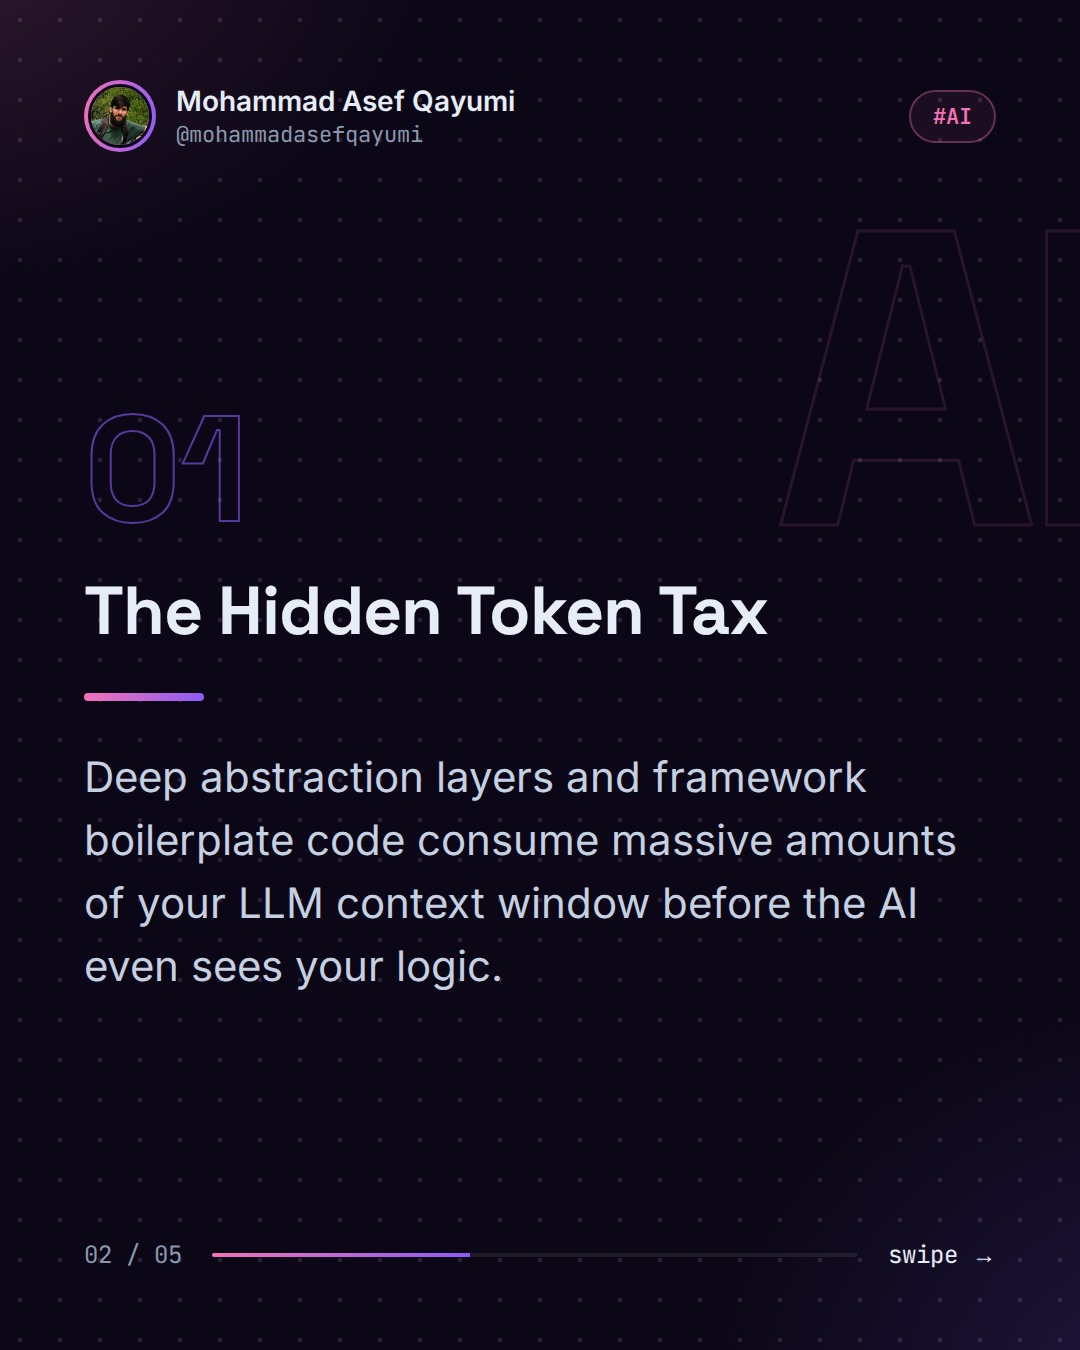 Mohammad Asef Qayumi
@mohammadasefqayumi
#AI
AI
01
The Hidden Token Tax
Deep abstraction layers and framework
boilerplate code consume massive amounts
of your LLM context window before the AI
even sees your logic.
02 / 05
swipe →